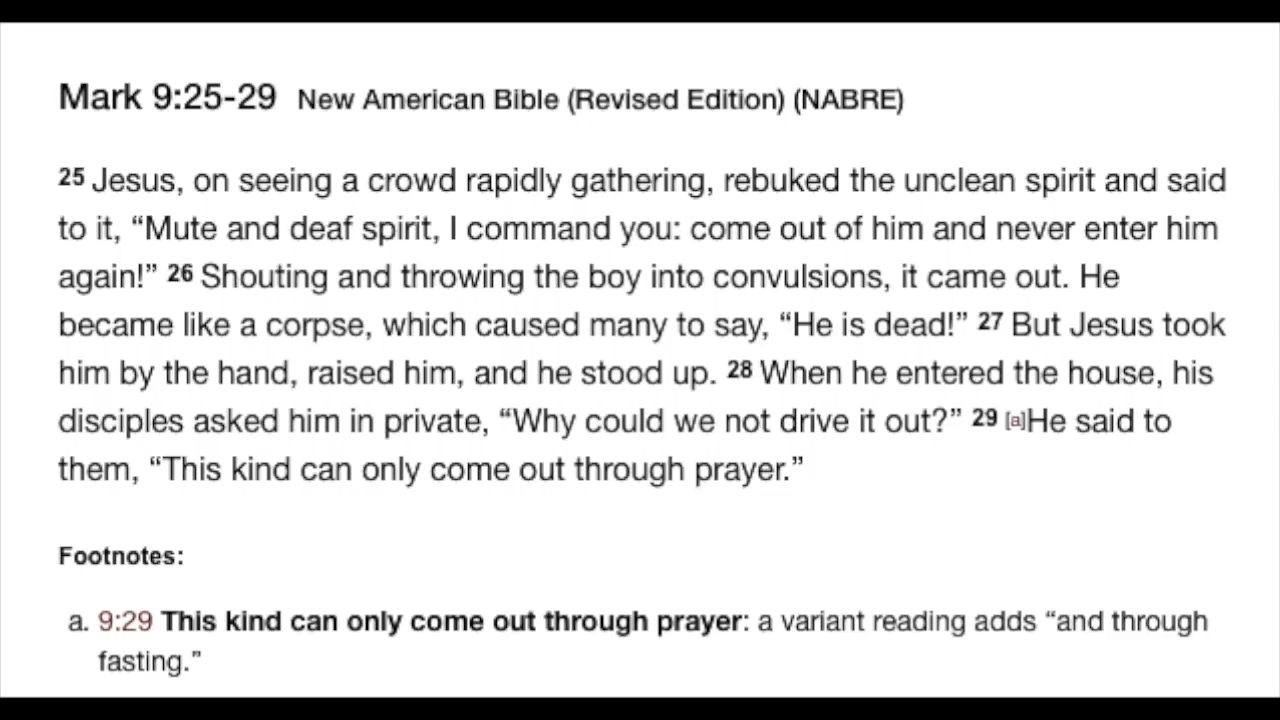 Mark 9:25-29 New American Bible (Revised Edition) (NABRE)
25 Jesus, on seeing a crowd rapidly gathering, rebuked the unclean spirit and said
to it, “Mute and deaf spirit, I command you: come out of him and never enter him
again!” 26 Shouting and throwing the boy into convulsions, it came out. He
became like a corpse, which caused many to say, “He is dead!” 27 But Jesus took
him by the hand, raised him, and he stood up. 28 When he entered the house, his
disciples asked him in private, “Why could we not drive it out?” 29 [a]He said to
them, “This kind can only come out through prayer.”
Footnotes:
a. 9:29 This kind can only come out through prayer: a variant reading adds “and through
fasting.”